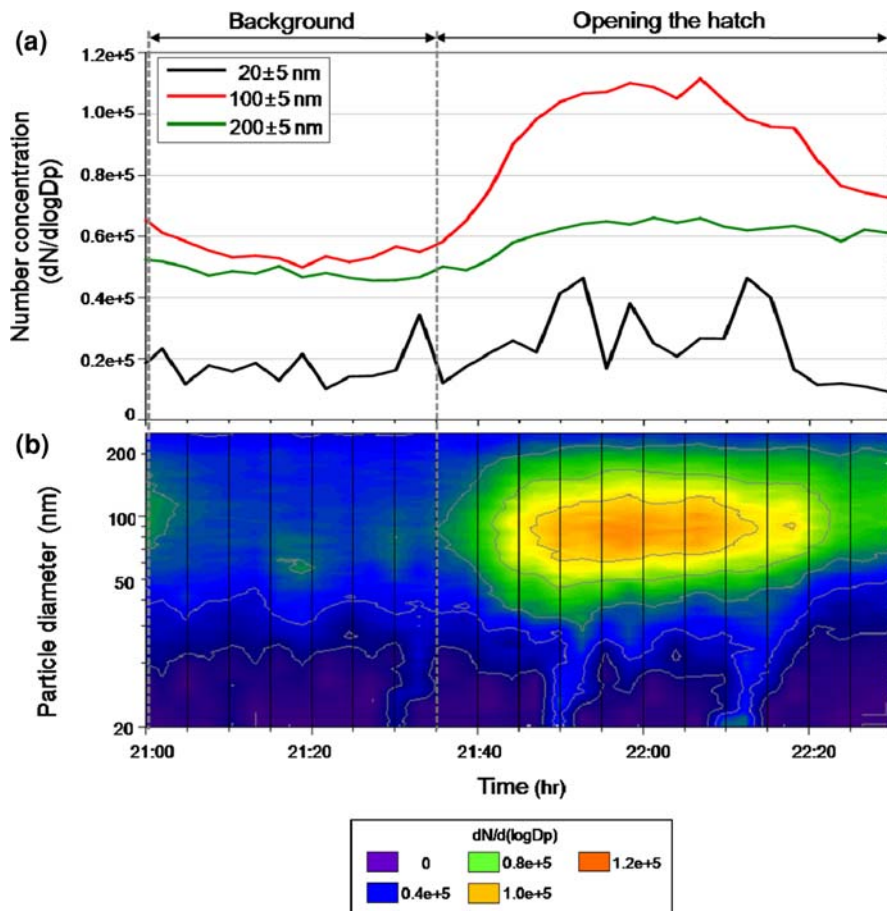 (a)
Background
Opening the hatch
Number concentration
(dN/dlogDp)
1.2e+5
1.0e+5
0.8e+5
0.6e+5
0.4e+5
0.2e+5
0
20±5 nm
100±5 nm
200±5 nm
(b)
Particle diameter (nm)
200
100
50
20
21:00
21:20
21:40
22:00
22:20
Time (hr)
dN/d(logDp)
0
0.8e+5
1.2e+5
0.4e+5
1.0e+5